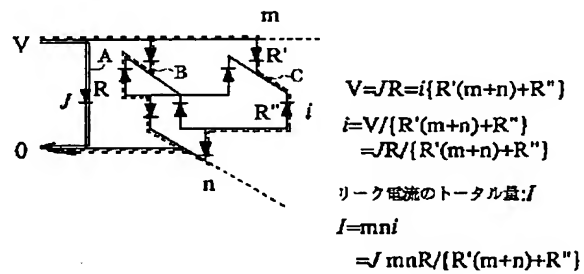 m
V
A
R'
B
C
R
J
R"
i
0
n
V=JR=i{R'(m+n)+R"}
i=V/{R'(m+n)+R"}
=JR/{R'(m+n)+R"}
リーク電流のトータル量:I
I=mni
=J mnR/{R'(m+n)+R"}